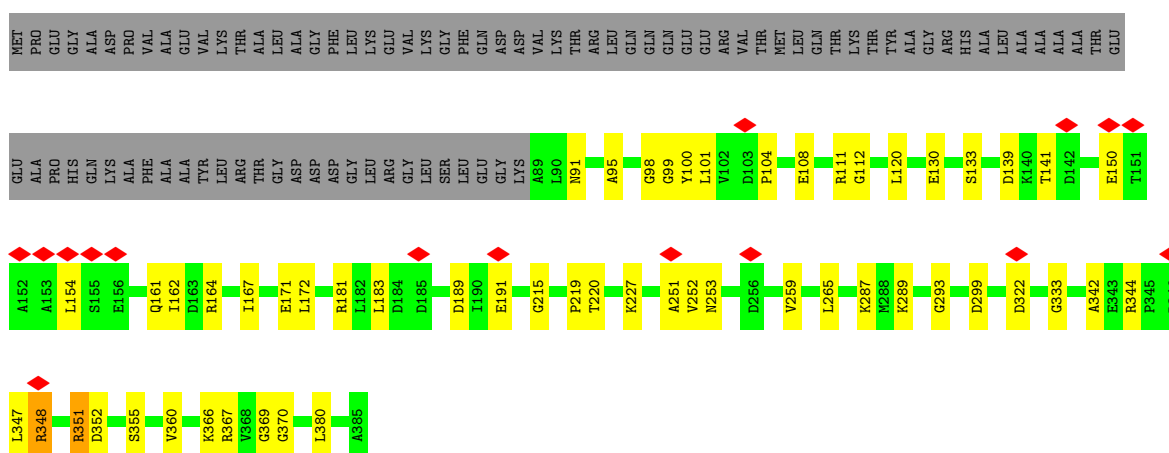 MET PRO GLU GLY ALA ASP PRO VAL ALA GLU VAL LYS THR ALA LEU ALA GLY PHE LEU LYS GLU VAL LYS GLY PHE GLN ASP ASP VAL LYS THR ARG LEU GLN GLN GLN GLU GLU ARG VAL THR MET LEU GLN THR LYS THR TYR ALA GLY ARG HIS ALA LEU ALA ALA ALA ALA THR GLU
GLU ALA PRO HIS GLN LYS ALA PHE ALA ALA TYR LEU ARG THR GLY ASP ASP ASP GLY LEU ARG GLY LEU SER LEU GLU GLY LYS A89 L90 N91 A95 G98 G99 Y100 L101 V102 D103 P104 E108 R111 G112 L120 E130 S133 D139 K140 T141 D142 E150 T151
A152 A153 L154 S155 E156 Q161 I162 D163 R164 I167 E171 L172 R181 L182 L183 D184 D185 D189 I190 E191 G215 P219 T220 K227 A251 V252 N253 D256 V259 L265 K287 M288 K289 G293 D299 D322 G333 A342 E343 R344 P345
L347 R348 R351 D352 S355 V360 K366 R367 V368 G369 G370 L380 A385